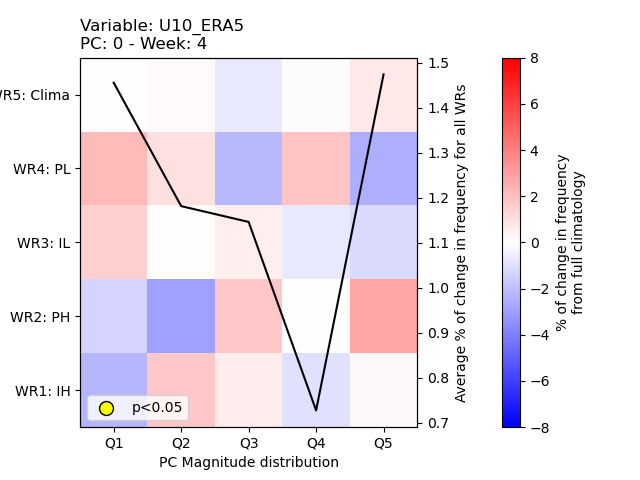 Variable: U10_ERA5
PC: 0 - Week: 4
WR5: Clima
WR4: PL
WR3: IL
WR2: PH
WR1: IH
p<0.05
Q1 Q2 Q3 Q4 Q5
PC Magnitude distribution
1.5
1.4
1.3
1.2
1.1
1.0
0.9
0.8
0.7
Average % of change in frequency for all WRs
8
6
4
2
0
−2
−4
−6
−8
% of change in frequency
from full climatology